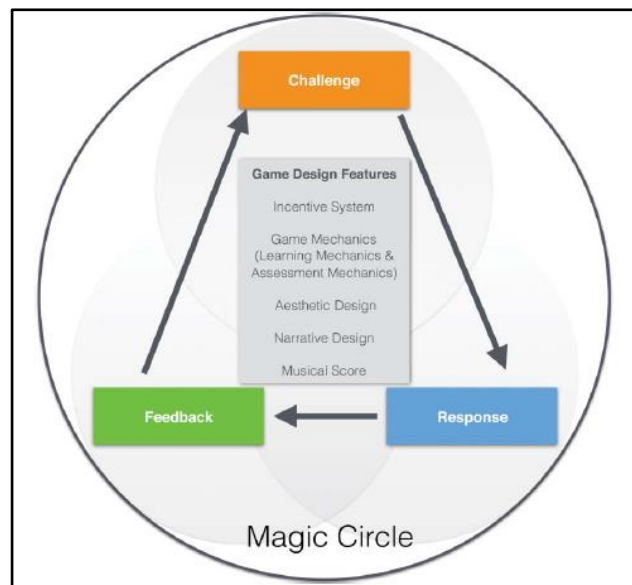 Challenge
Game Design Features
Incentive System
Game Mechanics
(Learning Mechanics &
Assessment Mechanics)
Aesthetic Design
Narrative Design
Musical Score
Feedback
Response
Magic Circle